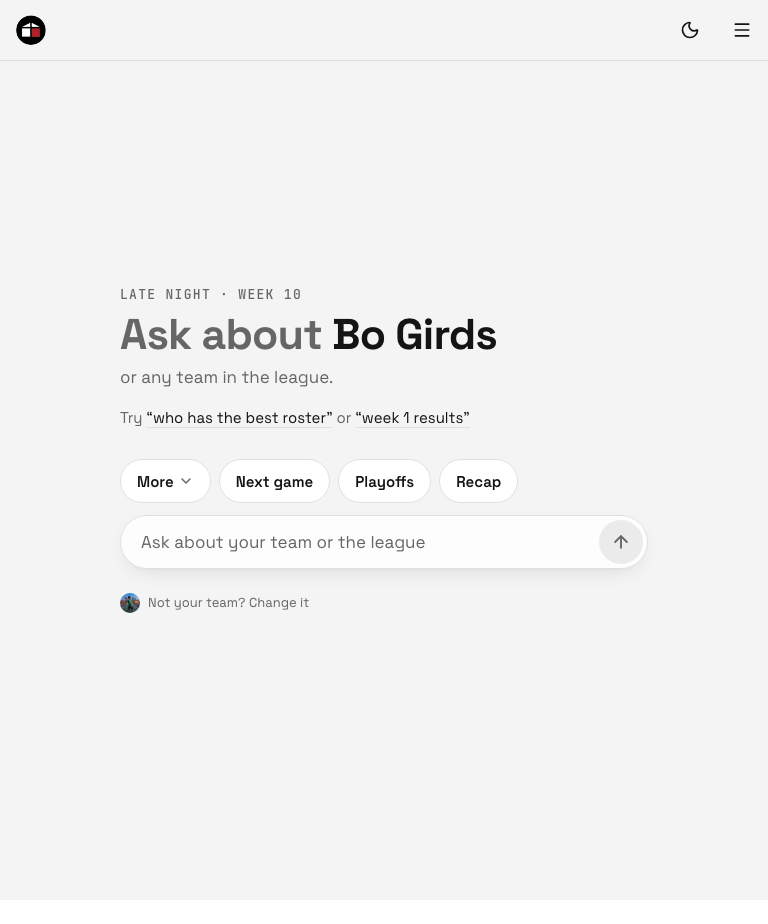 LATE NIGHT · WEEK 10
Ask about Bo Girds
or any team in the league.
Try “who has the best roster” or “week 1 results”
More Next game Playoffs Recap
Ask about your team or the league
Not your team? Change it